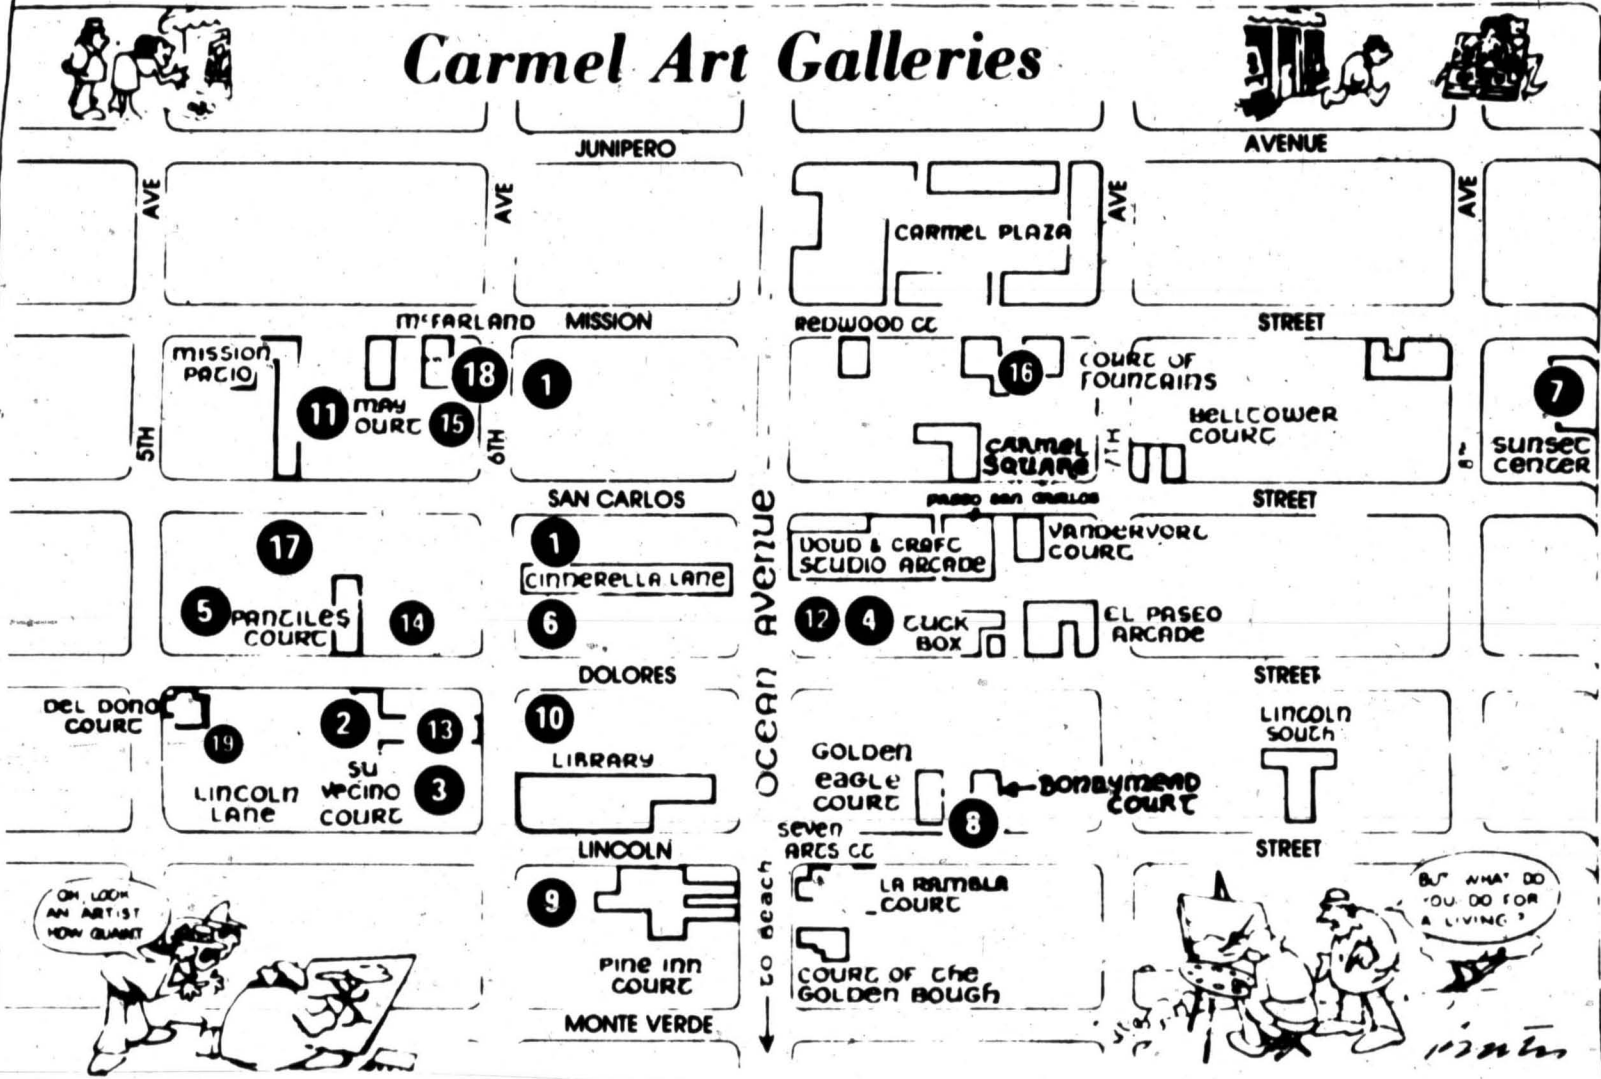 Carmel Art Galleries
JUNIPERO
AVENUE
AVE
AVE
AVE
AVE
CARMEL PLAZA
McFARLAND
MISSION
REDWOOD CT
STREET
MISSION
PATIO
18
1
16
COURT OF
FOUNTAINS
7
11
MAY
OURT
15
BELLTOWER
COURT
5TH
6TH
CARMEL
SQUARE
7TH
SUNSET
CENTER
SAN CARLOS
PASEO SAN CARLOS
STREET
17
1
DOUD & CRAFT
STUDIO ARCADE
VANDERVORT
COURT
CINDERELLA LANE
5
PANTILES
COURT
14
6
12
4
TUCK
BOX
EL PASEO
ARCADE
OCEAN AVENUE
DOLORES
STREET
DEL DONO
COURT
19
2
13
10
LINCOLN
SOUTH
GOLDEN
EAGLE
COURT
LIBRARY
SU
VECINO
COURT
3
LINCOLN
LANE
BONNYMEAD
COURT
8
SEVEN
ARTS CT
LINCOLN
STREET
9
TO BEACH
LA RAMBLA
COURT
PINE INN
COURT
COURT OF THE
GOLDEN BOUGH
MONTE VERDE
OH, LOOK
AN ARTIST
HOW QUAINT
BUT WHAT DO
YOU DO FOR
A LIVING?